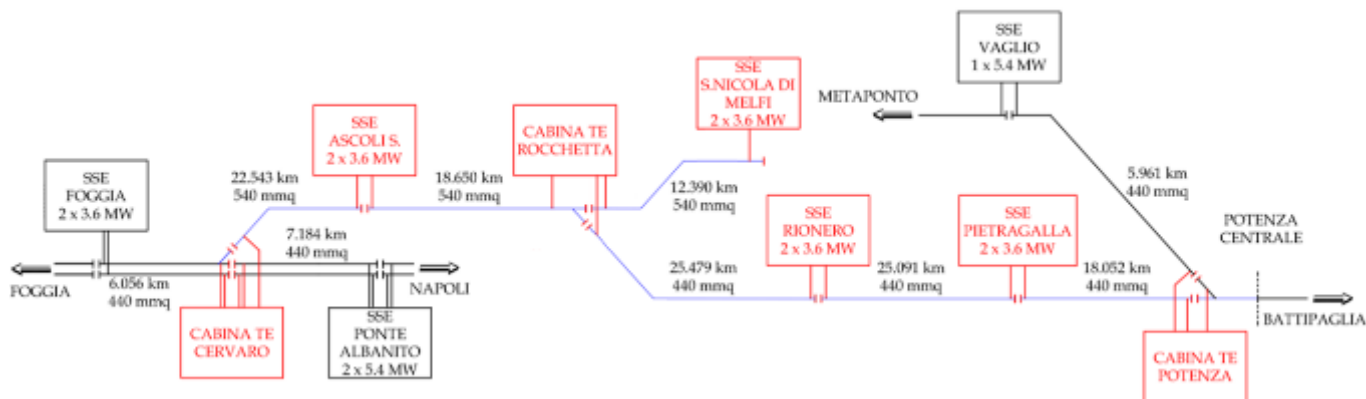 SSE
VAGLIO
1 x 5.4 MW
SSE
S.NICOLA DI
MELFI
2 x 3.6 MW
METAPONTO
SSE
ASCOLI S.
2 x 3.6 MW
CABINA TE
ROCCHETTA
SSE
FOGGIA
2 x 3.6 MW
22.543 km
540 mmq
18.650 km
540 mmq
12.390 km
540 mmq
5.961 km
440 mmq
SSE
RIONERO
2 x 3.6 MW
SSE
PIETRAGALLA
2 x 3.6 MW
POTENZA
CENTRALE
7.184 km
440 mmq
FOGGIA
6.056 km
440 mmq
NAPOLI
25.479 km
440 mmq
25.091 km
440 mmq
18.052 km
440 mmq
BATTIPAGLIA
CABINA TE
CERVARO
SSE
PONTE
ALBANITO
2 x 5.4 MW
CABINA TE
POTENZA